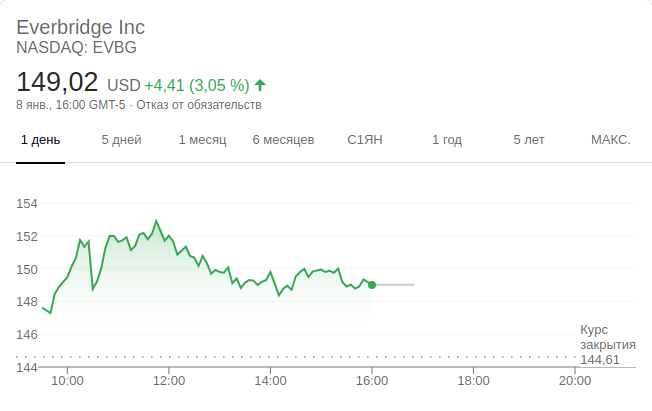 Everbridge Inc
NASDAQ: EVBG
149,02 USD +4,41 (3,05 %)
8 янв., 16:00 GMT-5 · Отказ от обязательств
1 день 5 дней 1 месяц 6 месяцев С1ЯН 1 год 5 лет МАКС.
154
152
150
148
146
144
Курс
закрытия
144,61
10:00 12:00 14:00 16:00 18:00 20:00